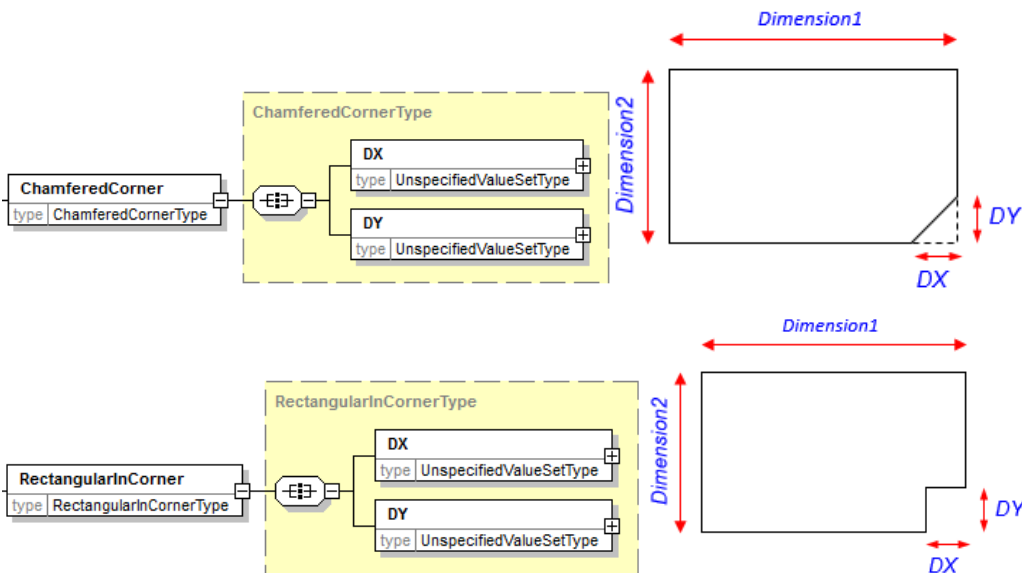 Dimension1
ChamferedCornerType
Dimension2
DX
type UnspecifiedValueSetType
ChamferedCorner
type ChamferedCornerType
DY
type UnspecifiedValueSetType
DY
DX
Dimension1
RectangularInCornerType
Dimension2
DX
type UnspecifiedValueSetType
RectangularInCorner
type RectangularInCornerType
DY
type UnspecifiedValueSetType
DY
DX